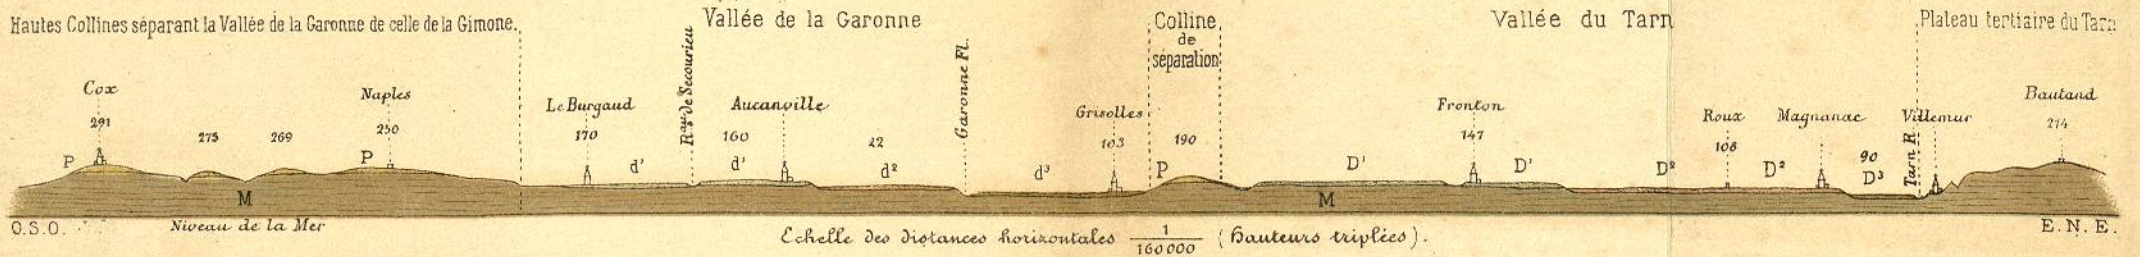 Hautes Collines séparant la Vallée de la Garonne de celle de la Gimone.
Vallée de la Garonne
Colline
de
séparation
Vallée du Tarn
Plateau tertiaire du Tarn
Cox
291
275
269
Naples
250
Le Burgaud
170
Rau de Secourieu
Aucanville
160
22
Garonne Fl.
Grisolles
103
190
Fronton
147
Roux
108
Magnanac
90
Tarn R.
Villemur
Bautand
214
P
P
d'
d'
d²
d³
P
D'
D'
D²
D²
D³
M
M
O.S.O.
Niveau de la Mer
Echelle des distances horizontales 1/160000 (Hauteurs triplées).
E.N.E.